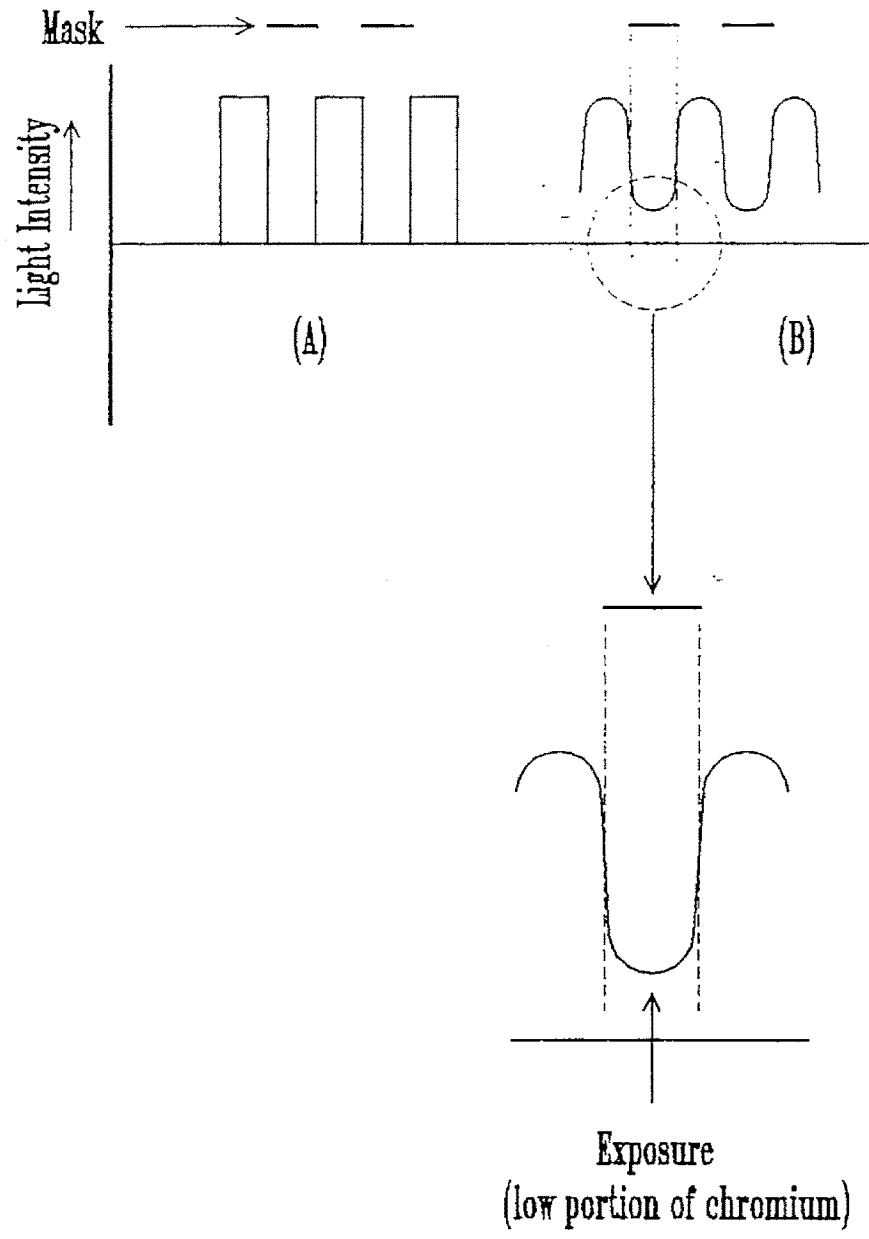 Mask
Light Intensity
(A)
(B)
Exposure
(low portion of chromium)